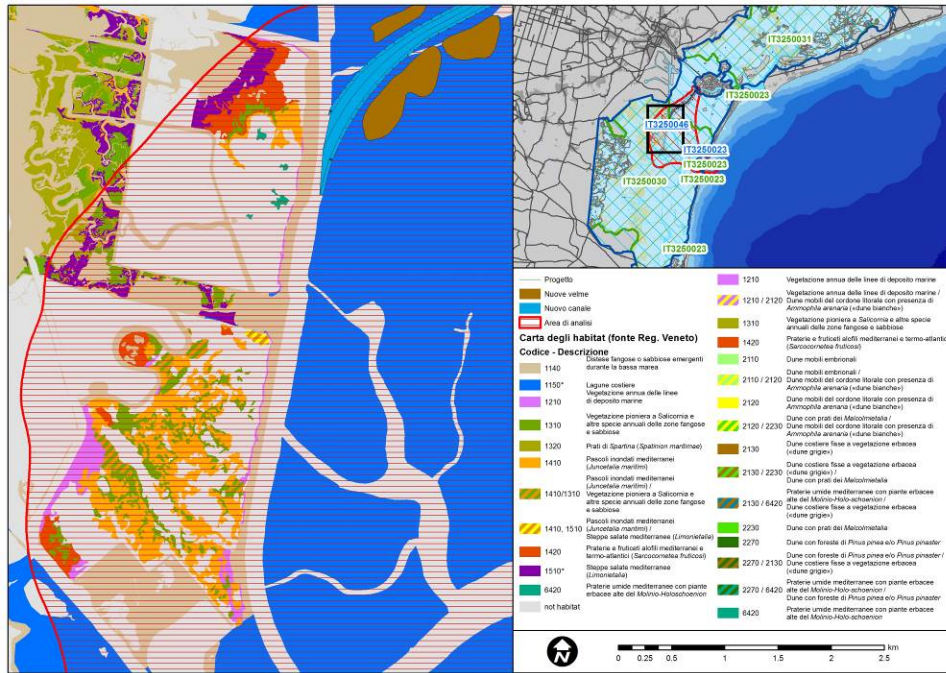 IT3250031
IT3250023
IT3250046
IT3250023
IT3250023
IT3250030
IT3250023
IT3250023
Progetto
Nuove velme
Nuovo canale
Area di analisi
Carta degli habitat (fonte Reg. Veneto)
Codice - Descrizione
1140 Distese fangose o sabbiose emergenti
durante la bassa marea
1150* Lagune costiere
1210 Vegetazione annua delle linee
di deposito marine
1310 Vegetazione pioniera a Salicornia e
altre specie annuali delle zone fangose
e sabbiose
1320 Prati di Spartina (Spatinion maritimae)
1410 Pascoli inondati mediterranei
(Juncetalia maritimi)
1410/1310 Pascoli inondati mediterranei
(Juncetalia maritimi) /
Vegetazione pioniera a Salicornia e
altre specie annuali delle zone fangose
e sabbiose
1410, 1510 Pascoli inondati mediterranei
(Juncetalia maritimi) /
Steppe salate mediterranee (Limonietalia)
1420 Praterie e fruticati alofili mediterranei e
termo-atlantici (Sarcocornetea fruticosi)
1510* Steppe salate mediterranee
(Limonietalia)
6420 Praterie umide mediterranee con piante
erbacee alte del Molinio-Holoschoenion
not habitat
1210 Vegetazione annua delle linee di deposito marine
1210 / 2120 Vegetazione annua delle linee di deposito marine /
Dune mobili del cordone litorale con presenza di
Ammophila arenaria («dune bianche»)
1310 Vegetazione pioniera a Salicornia e altre specie
annuali delle zone fangose e sabbiose
1420 Praterie e fruticeti alofili mediterranei e termo-atlantici
(Sarcocornetea fruticosi)
2110 Dune mobili embrionali
2110 / 2120 Dune mobili embrionali /
Dune mobili del cordone litorale con presenza di
Ammophila arenaria («dune bianche»)
2120 Dune mobili del cordone litorale con presenza di
Ammophila arenaria («dune bianche»)
2120 / 2230 Dune con prati dei Malcolmietalia /
Dune mobili del cordone litorale con presenza di
Ammophila arenaria («dune bianche»)
2130 Dune costiere fisse a vegetazione erbacea
(«dune grigie»)
2130 / 2230 Dune costiere fisse a vegetazione erbacea
(«dune grigie») /
Dune con prati dei Malcolmietalia
2130 / 6420 Praterie umide mediterranee con piante erbacee
alte del Molinio-Holo-schoenion /
Dune costiere fisse a vegetazione erbacea
(«dune grigie»)
2230 Dune con prati dei Malcolmietalia
2270 Dune con foreste di Pinus pinea e/o Pinus pinaster
2270 / 2130 Dune con foreste di Pinus pinea e/o Pinus pinaster /
Dune costiere fisse a vegetazione erbacea
(«dune grigie»)
2270 / 6420 Praterie umide mediterranee con piante erbacee
alte del Molinio-Holo-schoenion /
Dune con foreste di Pinus pinea e/o Pinus pinaster
6420 Praterie umide mediterranee con piante erbacee
alte del Molinio-Holo-schoenion
N
km
0 0.25 0.5 1 1.5 2 2.5